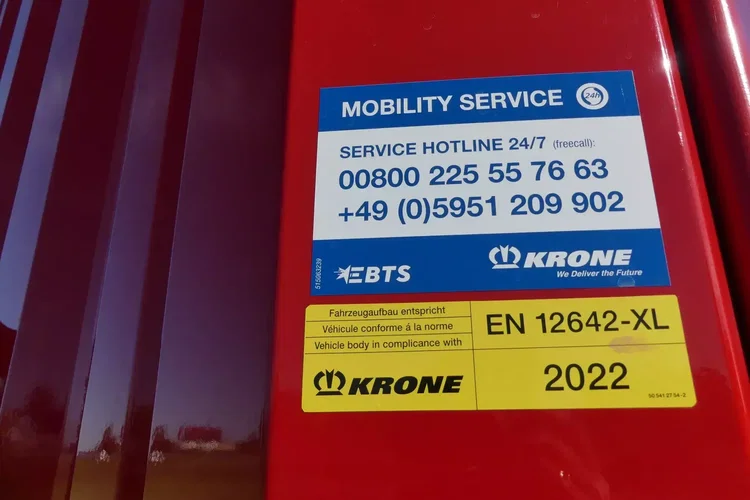 MOBILITY SERVICE 24h
SERVICE HOTLINE 24/7 (freecall):
00800 225 55 76 63
+49 (0)5951 209 902
515063239
EBTS
KRONE
We Deliver the Future
Fahrzeugaufbau entspricht
Véhicule conforme á la norme
Vehicle body in complicance with
EN 12642-XL
KRONE
2022
50 541 27 54-2